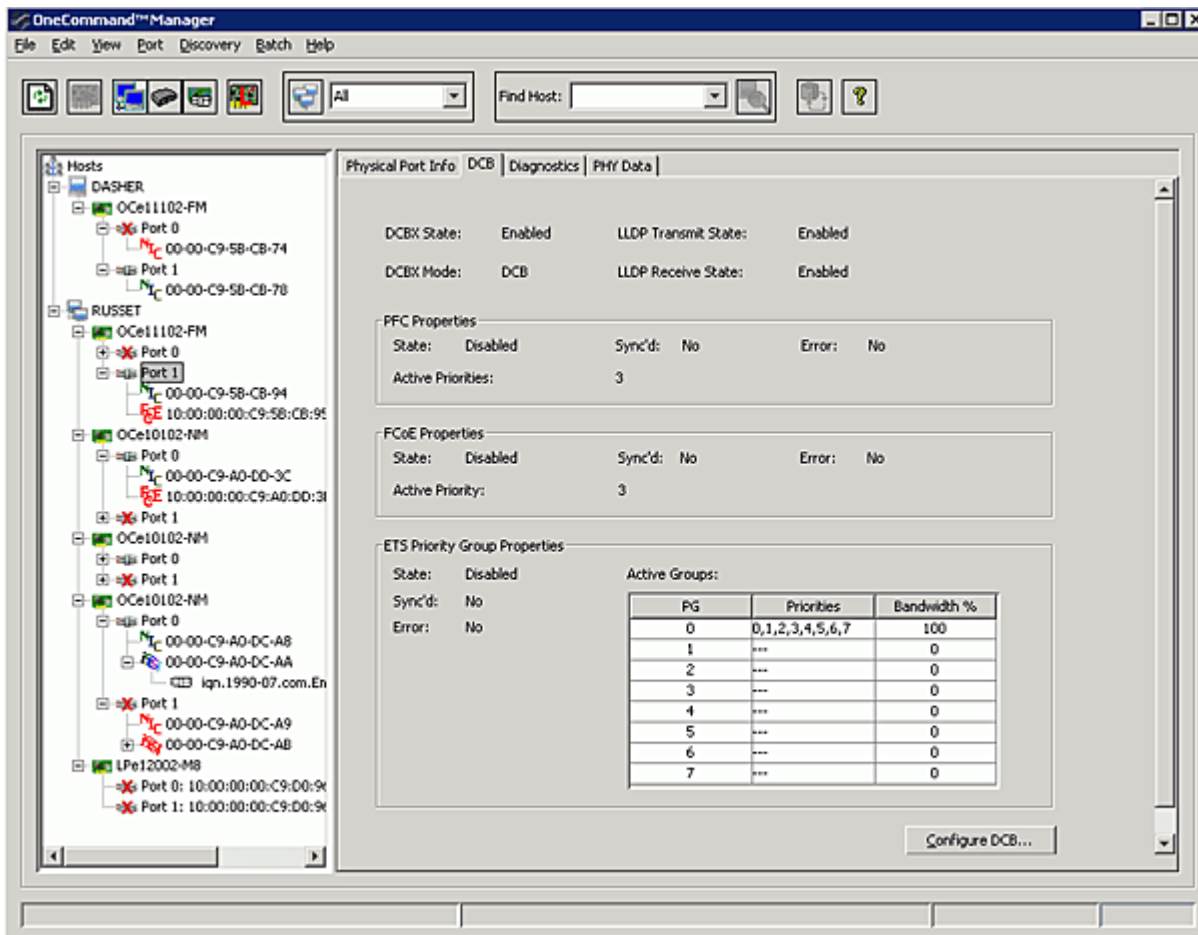 OneCommand™Manager
File Edit View Port Discovery Batch Help
All Find Host:
Hosts
DASHER
OCe11102-FM
Port 0
NIC 00-00-C9-5B-CB-74
Port 1
NIC 00-00-C9-5B-CB-78
RUSSET
OCe11102-FM
Port 0
Port 1
NIC 00-00-C9-5B-CB-94
FCoE 10:00:00:00:C9:5B:CB:95
OCe10102-NM
Port 0
NIC 00-00-C9-A0-DD-3C
FCoE 10:00:00:00:C9:A0:DD:3
Port 1
OCe10102-NM
Port 0
Port 1
OCe10102-NM
Port 0
NIC 00-00-C9-A0-DC-A8
00-00-C9-A0-DC-AA
iqn.1990-07.com.En
Port 1
NIC 00-00-C9-A0-DC-A9
00-00-C9-A0-DC-AB
LPe12002-M8
Port 0: 10:00:00:00:C9:D0:9
Port 1: 10:00:00:00:C9:D0:9
Physical Port Info DCB Diagnostics PHY Data
DCBX State: Enabled LLDP Transmit State: Enabled
DCBX Mode: DCB LLDP Receive State: Enabled
PFC Properties
State: Disabled Sync'd: No Error: No
Active Priorities: 3
FCoE Properties
State: Disabled Sync'd: No Error: No
Active Priority: 3
ETS Priority Group Properties
State: Disabled Active Groups:
Sync'd: No
Error: No
PG Priorities Bandwidth %
0 0,1,2,3,4,5,6,7 100
1 --- 0
2 --- 0
3 --- 0
4 --- 0
5 --- 0
6 --- 0
7 --- 0
Configure DCB...